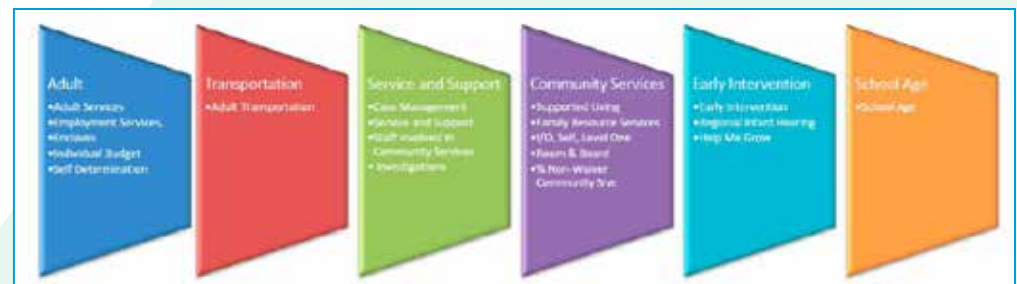 Adult
•Adult Services
•Employment Services,
•Enclaves
•Individual Budget
•Self Determination
Transportation
•Adult Transportation
Service and Support
•Case Management
•Service and Support
•Staff involved in
Community Services
• Investigations
Community Services
•Supported Living
•Family Resource Services
•I/O, Self, Level One
•Room & Board
•% Non-Waiver
Community Srvc
Early Intervention
•Early Intervention
•Regional Infant Hearing
•Help Me Grow
School Age
•School Age